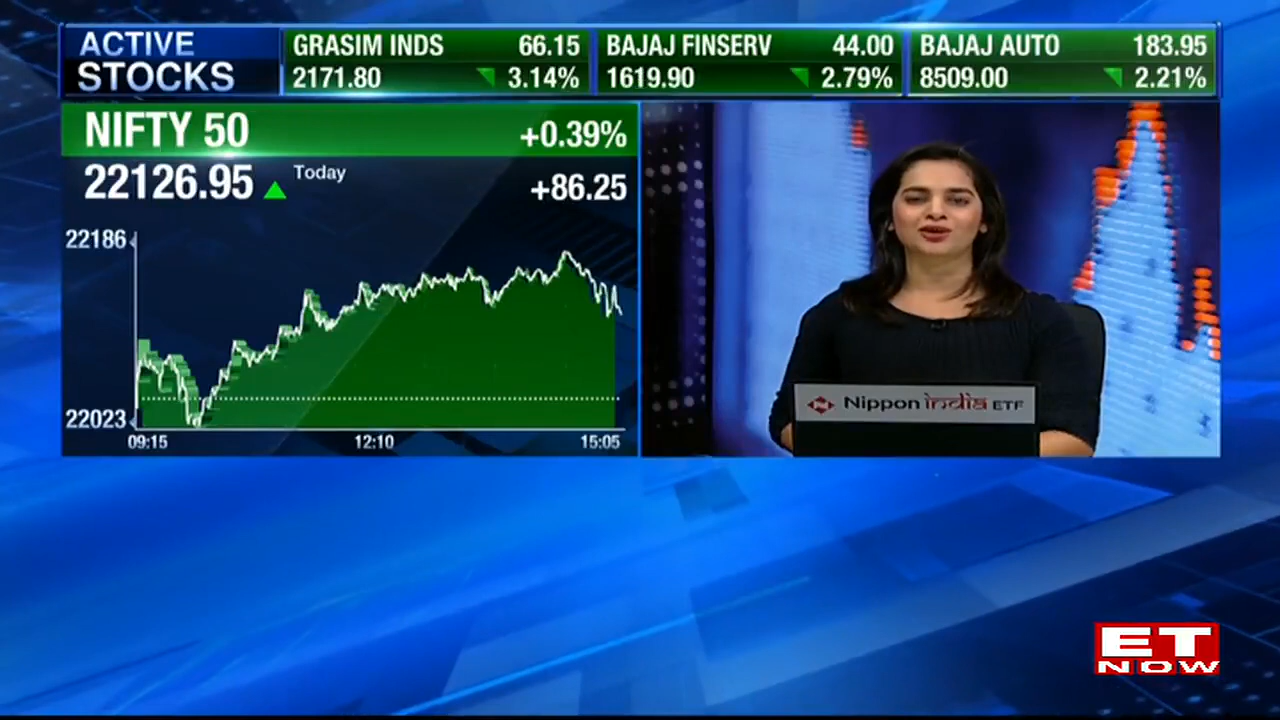 ACTIVE
STOCKS
GRASIM INDS 66.15
2171.80 3.14%
BAJAJ FINSERV 44.00
1619.90 2.79%
BAJAJ AUTO 183.95
8509.00 2.21%
NIFTY 50 +0.39%
22126.95 Today +86.25
22186
22023
09:15 12:10 15:05
Nippon india ETF
ET
NOW